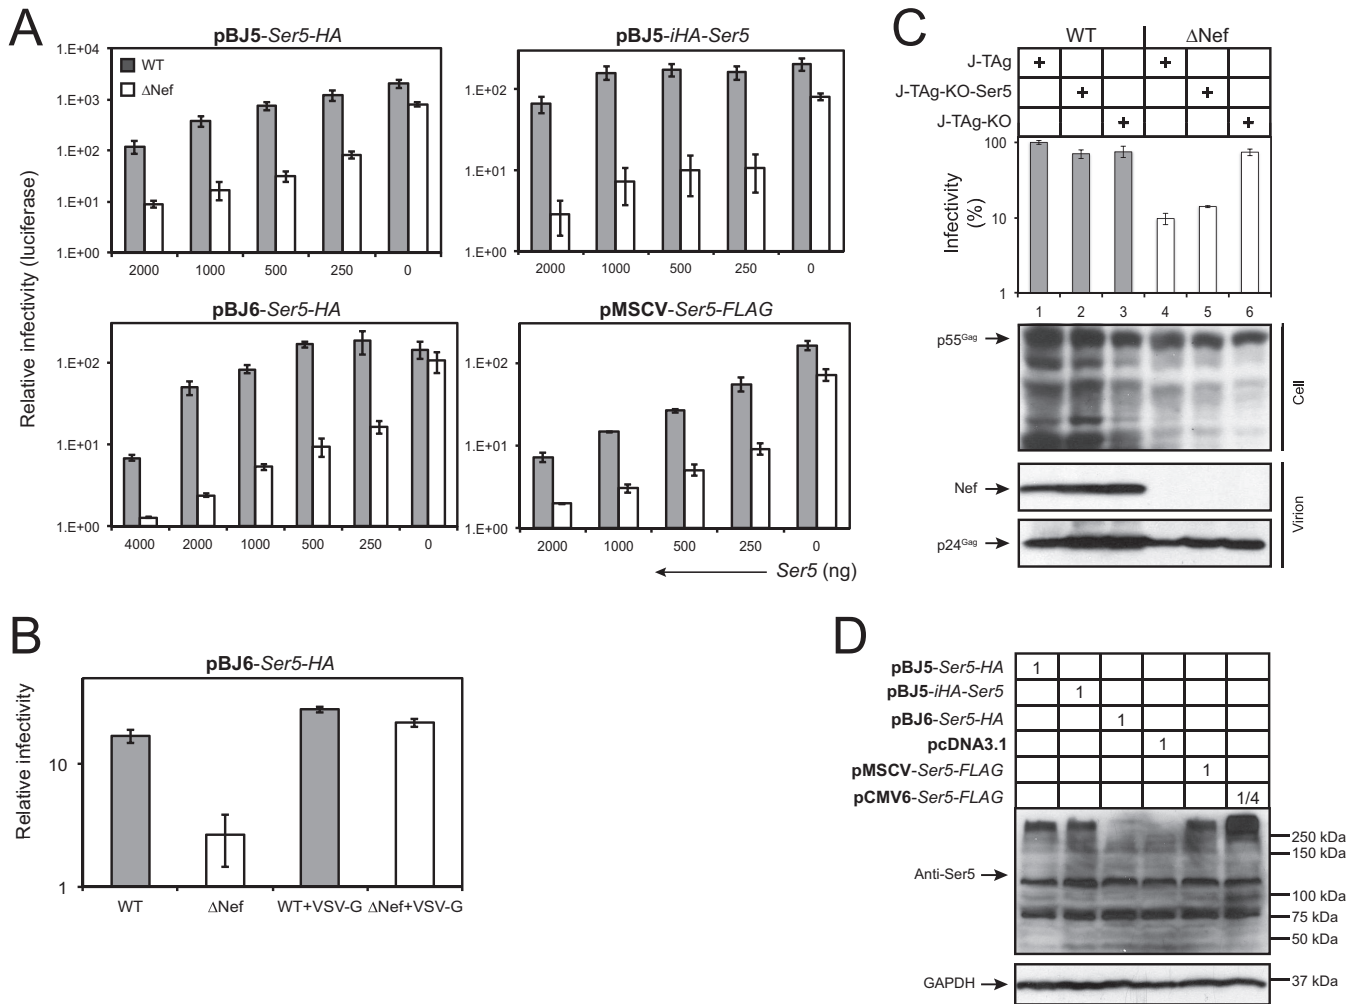 A
pBJ5-Ser5-HA
WT
ΔNef
1.E+04
1.E+03
1.E+02
1.E+01
1.E+00
2000 1000 500 250 0
pBJ5-iHA-Ser5
1.E+02
1.E+01
1.E+00
2000 1000 500 250 0
Relative infectivity (luciferase)
pBJ6-Ser5-HA
1.E+02
1.E+01
1.E+00
4000 2000 1000 500 250 0
pMSCV-Ser5-FLAG
1.E+02
1.E+01
1.E+00
2000 1000 500 250 0
Ser5 (ng)
B
pBJ6-Ser5-HA
Relative infectivity
10
1
WT ΔNef WT+VSV-G ΔNef+VSV-G
C
WT ΔNef
J-TAg + +
J-TAg-KO-Ser5 + +
J-TAg-KO + +
Infectivity
(%)
100
10
1
1 2 3 4 5 6
p55Gag
Cell
Nef
p24Gag
Virion
D
pBJ5-Ser5-HA 1
pBJ5-iHA-Ser5 1
pBJ6-Ser5-HA 1
pcDNA3.1 1
pMSCV-Ser5-FLAG 1
pCMV6-Ser5-FLAG 1/4
Anti-Ser5
250 kDa
150 kDa
100 kDa
75 kDa
50 kDa
GAPDH
37 kDa